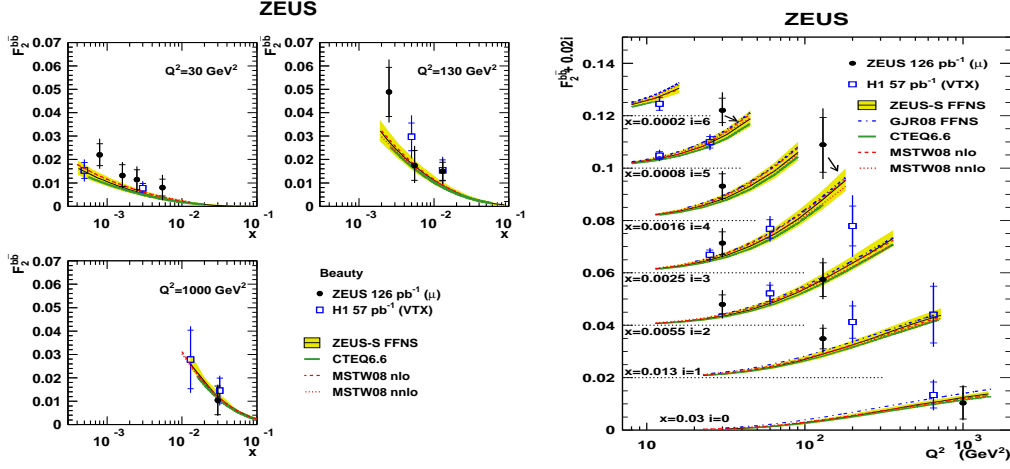 ZEUS
F₂^bb̄
0.07
0.06
0.05
0.04
0.03
0.02
0.01
0
Q²=30 GeV²
10⁻³
10⁻²
10⁻¹
x
0.07
0.06
0.05
0.04
0.03
0.02
0.01
0
Q²=130 GeV²
10⁻³
10⁻²
10⁻¹
x
F₂^bb̄
0.07
0.06
0.05
0.04
0.03
0.02
0.01
0
Q²=1000 GeV²
10⁻³
10⁻²
10⁻¹
x
Beauty
ZEUS 126 pb⁻¹ (μ)
H1 57 pb⁻¹ (VTX)
ZEUS-S FFNS
CTEQ6.6
MSTW08 nlo
MSTW08 nnlo
ZEUS
F₂^bb̄ + 0.02i
0.14
0.12
0.1
0.08
0.06
0.04
0.02
0
x=0.0002 i=6
x=0.0008 i=5
x=0.0016 i=4
x=0.0025 i=3
x=0.0055 i=2
x=0.013 i=1
x=0.03 i=0
ZEUS 126 pb⁻¹ (μ)
H1 57 pb⁻¹ (VTX)
ZEUS-S FFNS
GJR08 FFNS
CTEQ6.6
MSTW08 nlo
MSTW08 nnlo
10
10²
10³
Q² (GeV²)